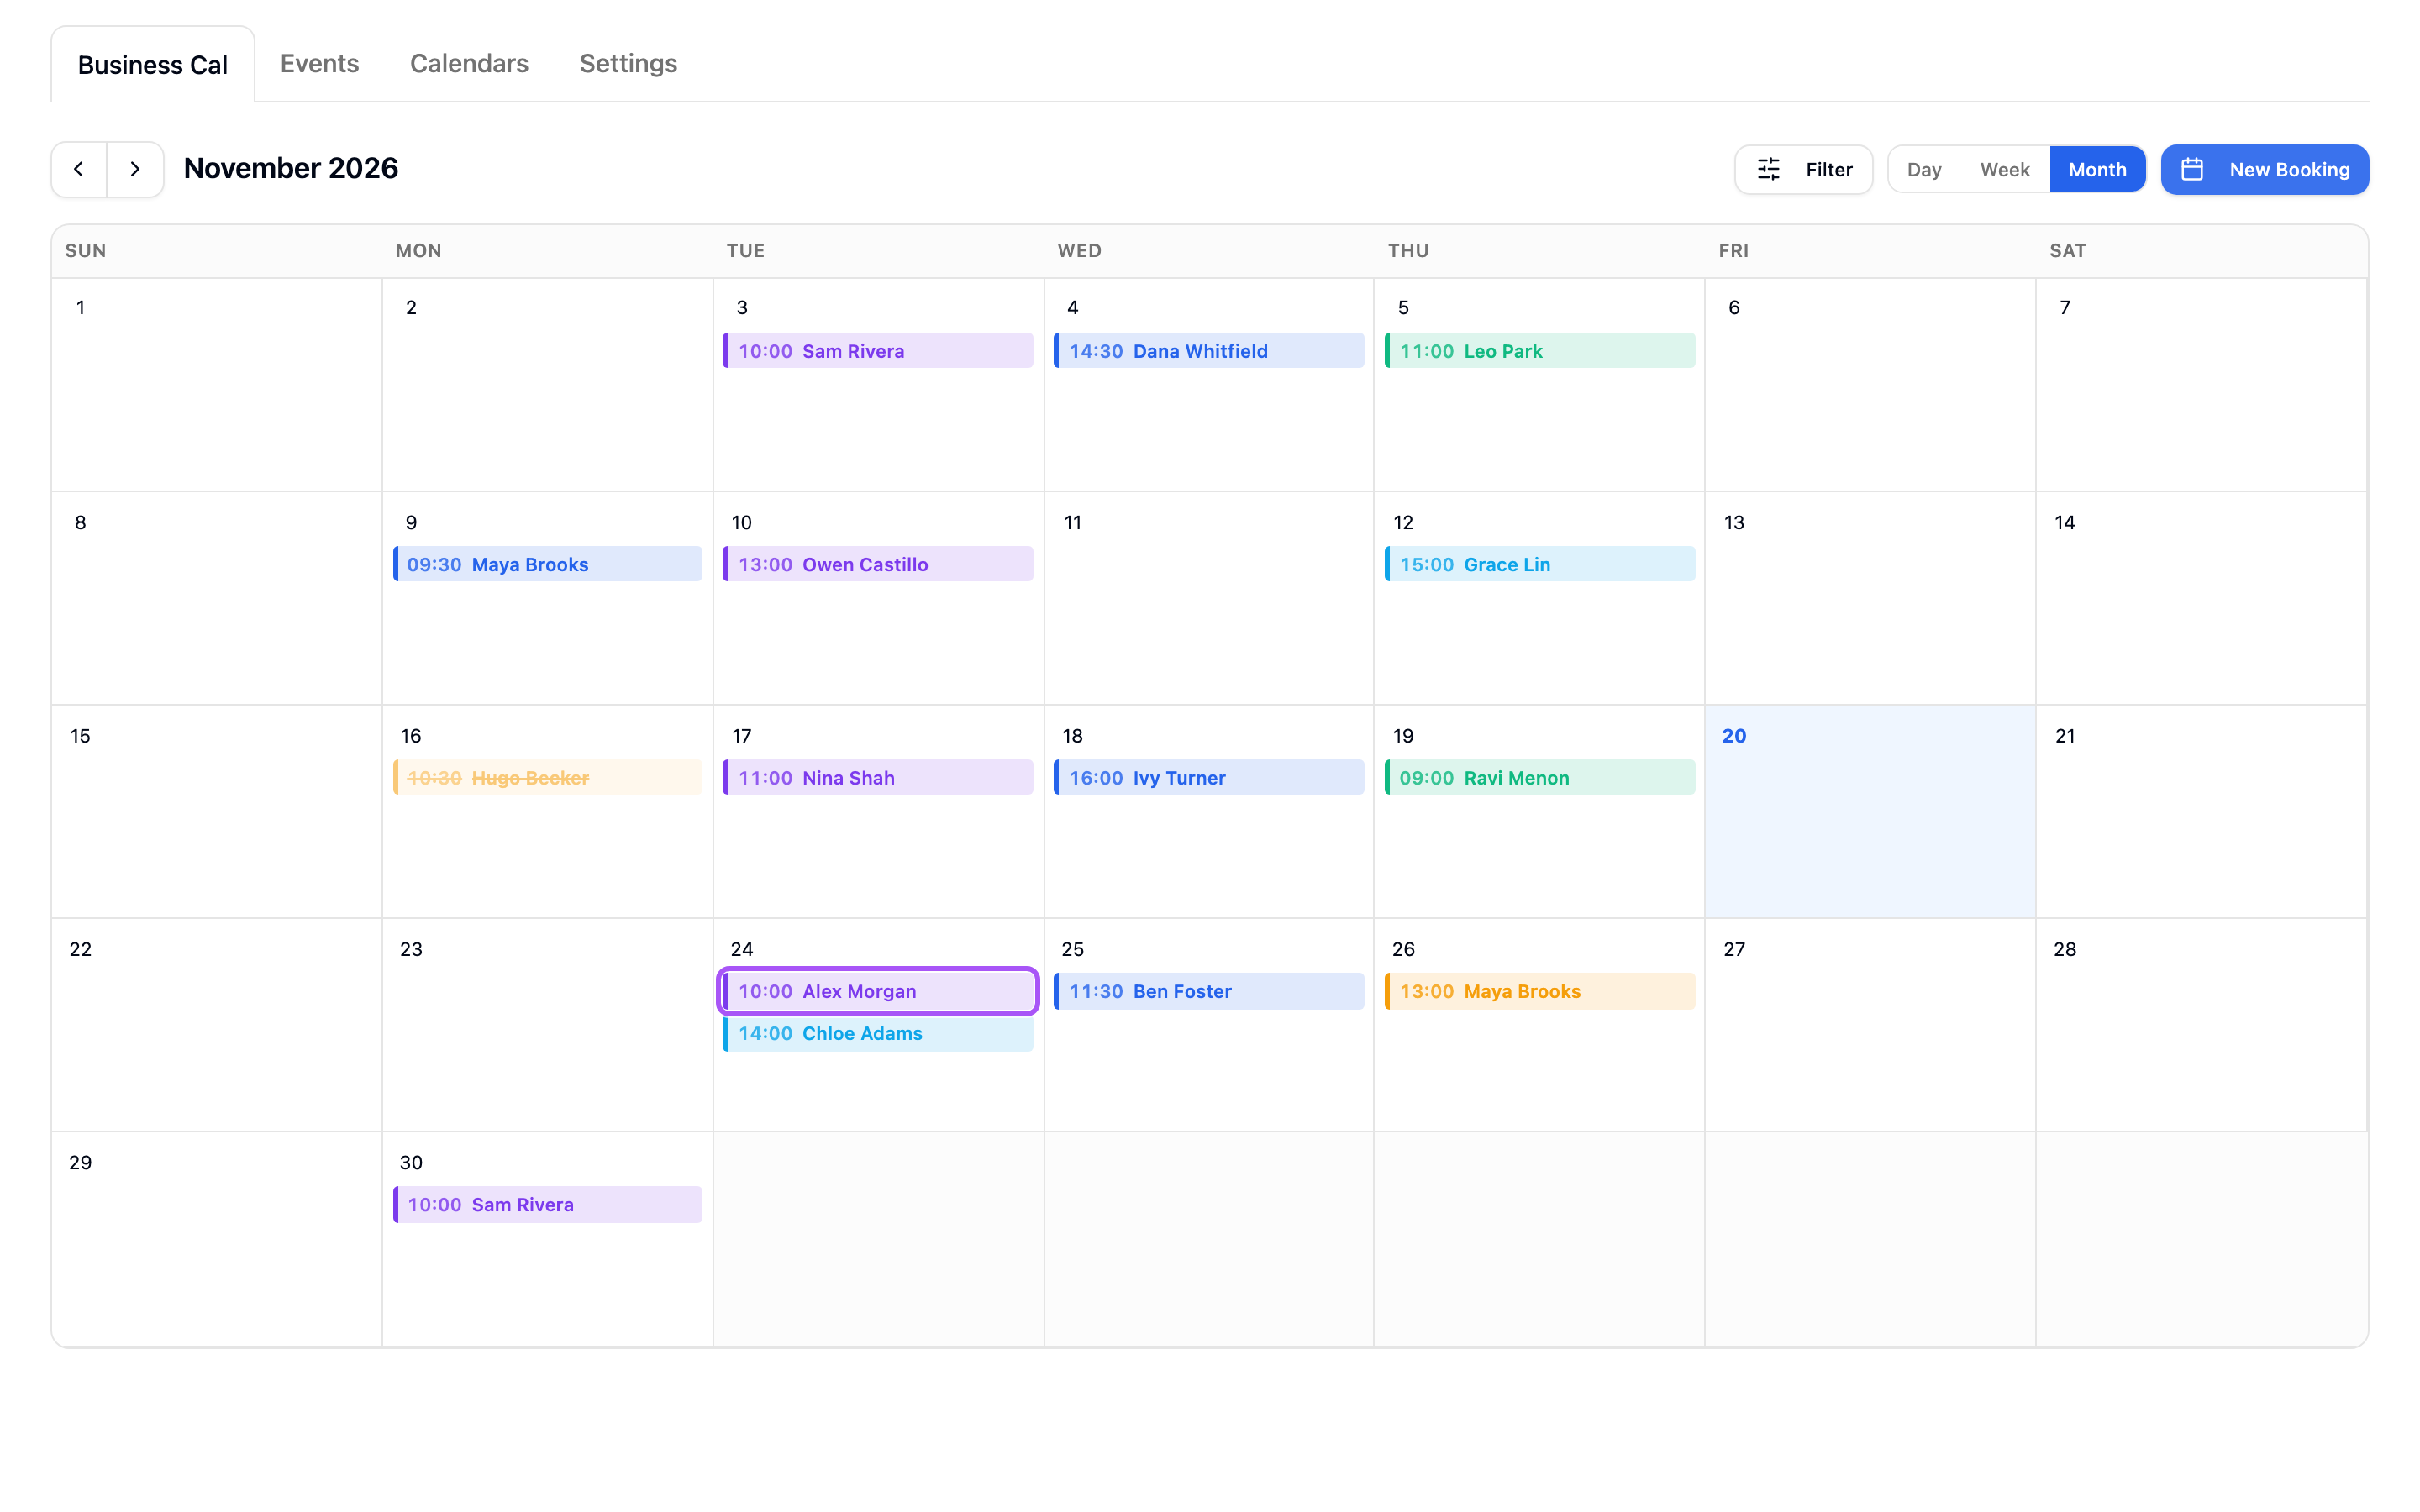 Business Cal Events Calendars Settings
November 2026 Filter Day Week Month New Booking
SUN MON TUE WED THU FRI SAT
1 2 3 4 5 6 7
10:00 Sam Rivera 14:30 Dana Whitfield 11:00 Leo Park
8 9 10 11 12 13 14
09:30 Maya Brooks 13:00 Owen Castillo 15:00 Grace Lin
15 16 17 18 19 20 21
10:30 Hugo Becker 11:00 Nina Shah 16:00 Ivy Turner 09:00 Ravi Menon
22 23 24 25 26 27 28
10:00 Alex Morgan 11:30 Ben Foster 13:00 Maya Brooks
14:00 Chloe Adams
29 30
10:00 Sam Rivera